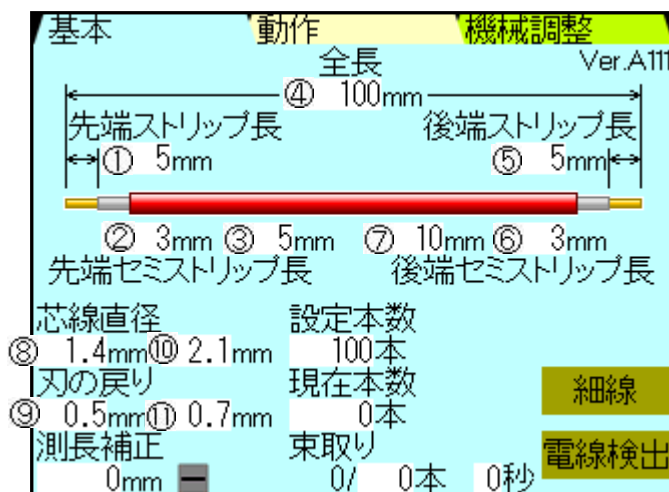 基本 動作 機械調整
全長 Ver.A111
④ 100mm
先端ストリップ長 後端ストリップ長
① 5mm ⑤ 5mm
② 3mm ③ 5mm ⑦ 10mm ⑥ 3mm
先端セミストリップ長 後端セミストリップ長
芯線直径 設定本数
⑧ 1.4mm ⑩ 2.1mm 100本
刃の戻り 現在本数 細線
⑨ 0.5mm ⑪ 0.7mm 0本
測長補正 束取り 電線検出
0mm ー 0/ 0本 0秒